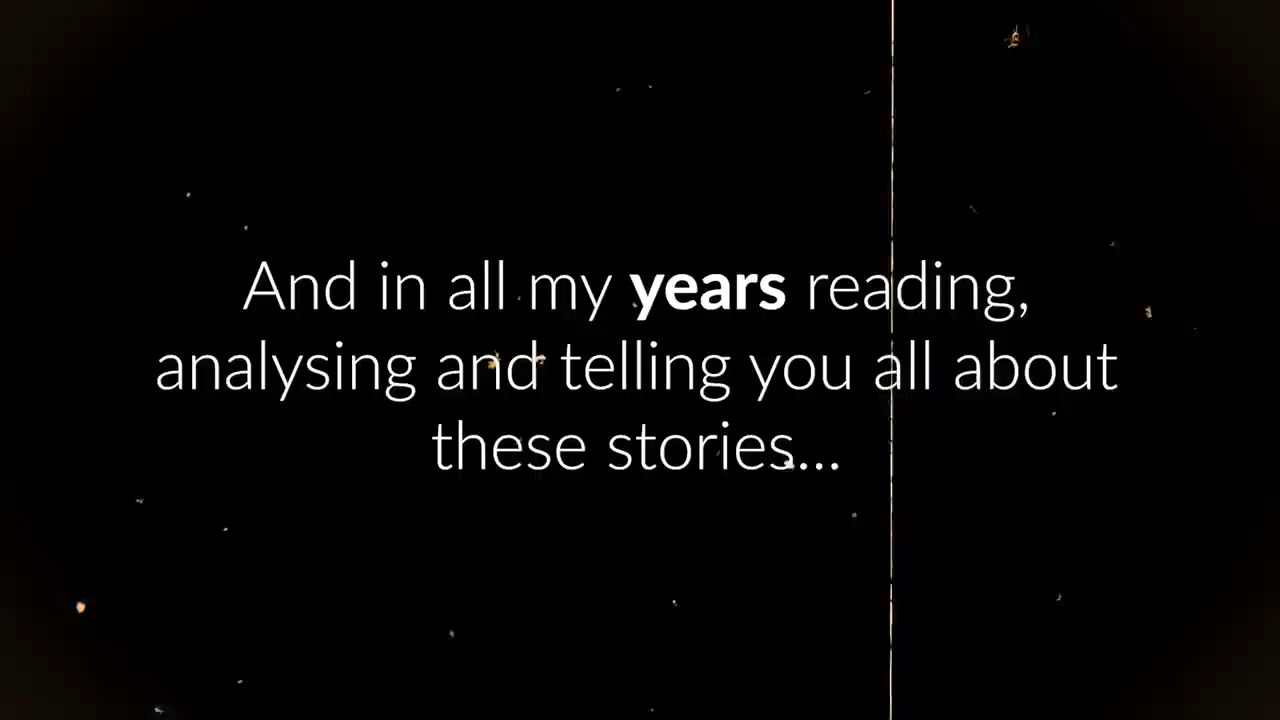 And in all my years reading,
analysing and telling you all about
these stories...